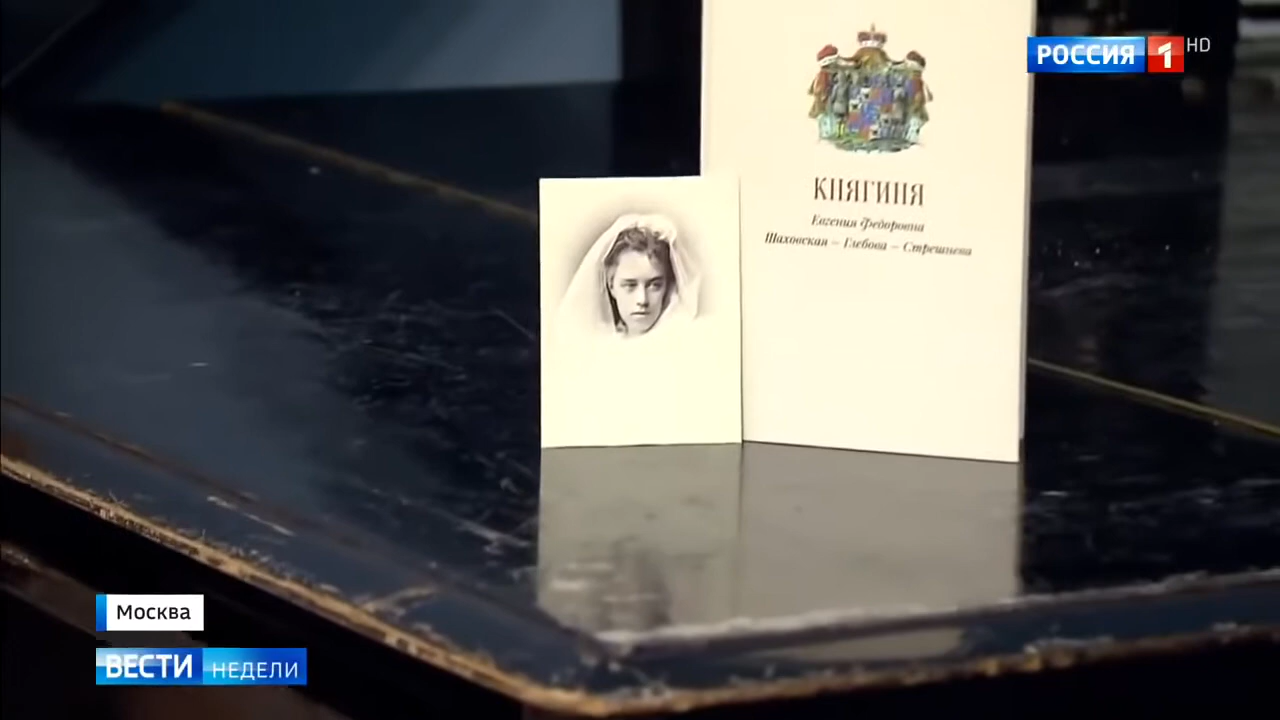 РОССИЯ 1 HD
КНЯГИНЯ
Евгения Федоровна
Шаховская – Глебова – Стрешнева
Москва
ВЕСТИ НЕДЕЛИ